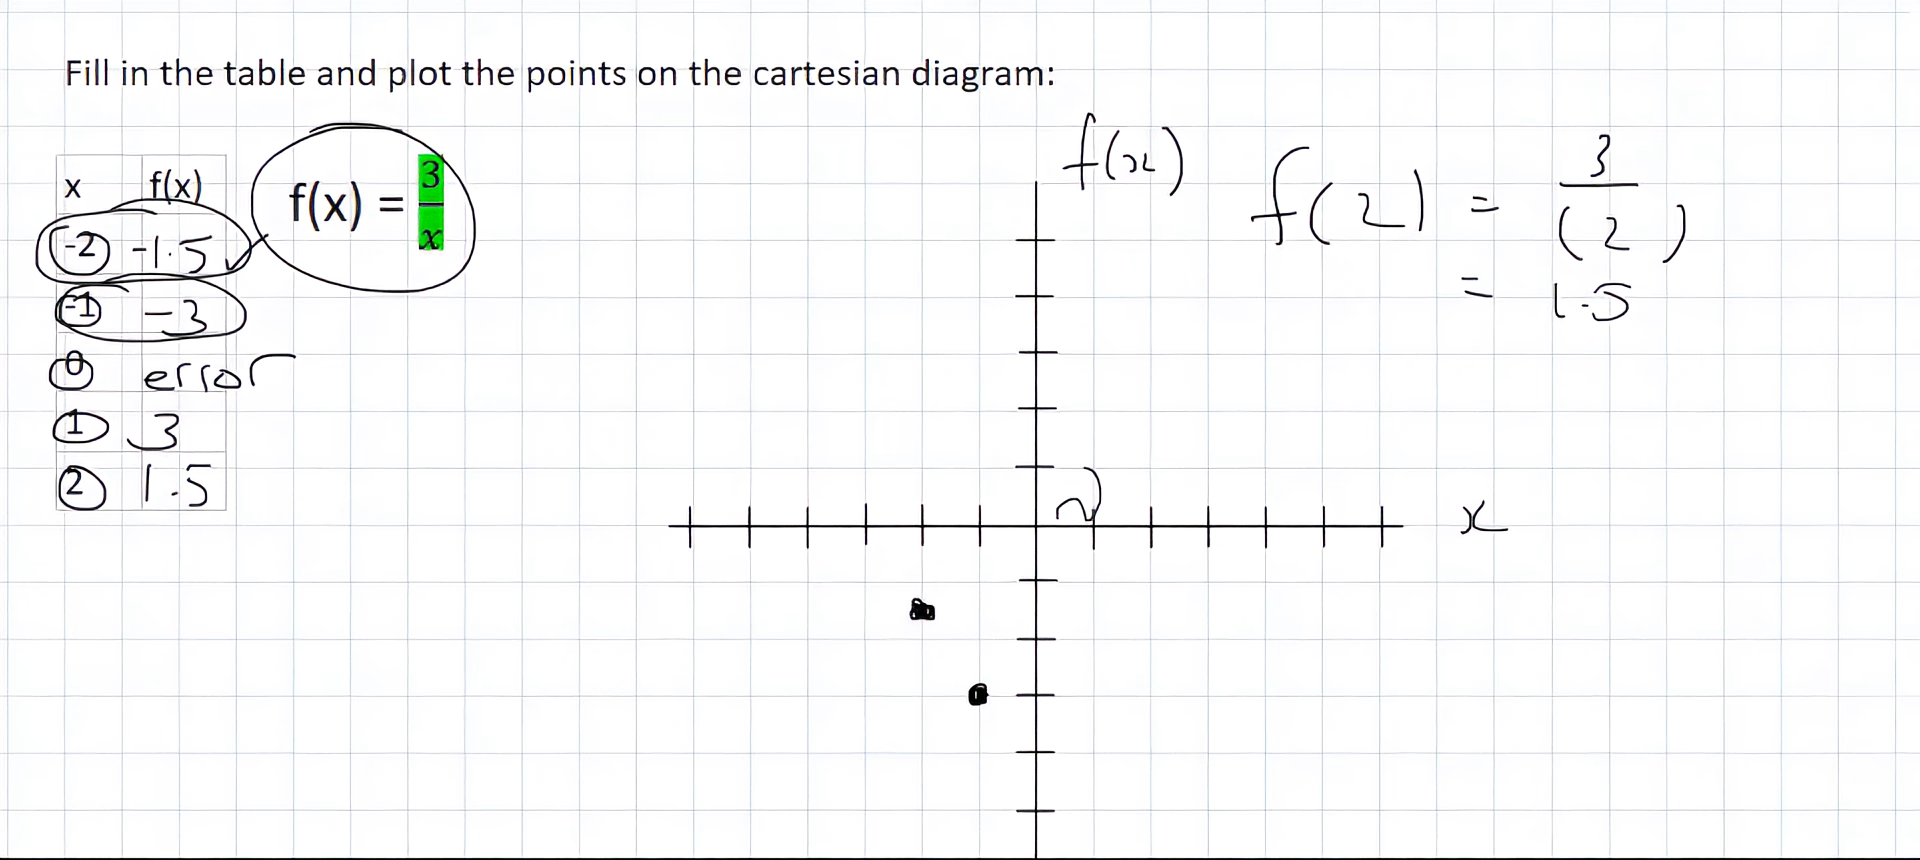 Fill in the table and plot the points on the cartesian diagram:
x f(x)
-2 -1.5
-1 -3
0 error
1 3
2 1.5
f(x) = 3/x
f(x)
f(2) = 3/(2)
= 1.5
x